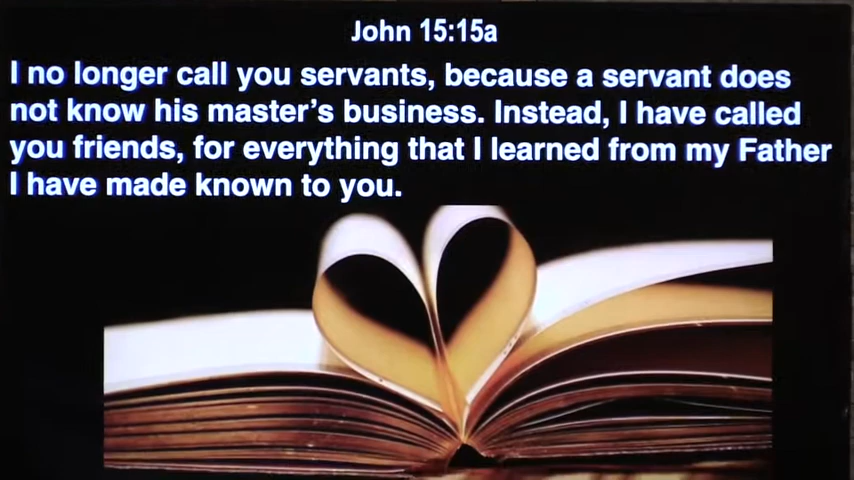 John 15:15a
I no longer call you servants, because a servant does
not know his master's business. Instead, I have called
you friends, for everything that I learned from my Father
I have made known to you.